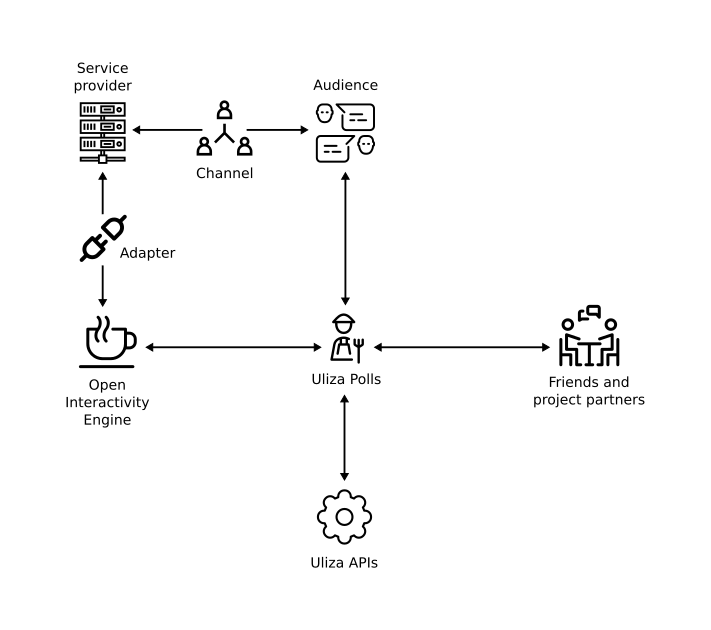 Service
provider
Audience
Channel
Adapter
Open
Interactivity
Engine
Uliza Polls
Friends and
project partners
Uliza APIs